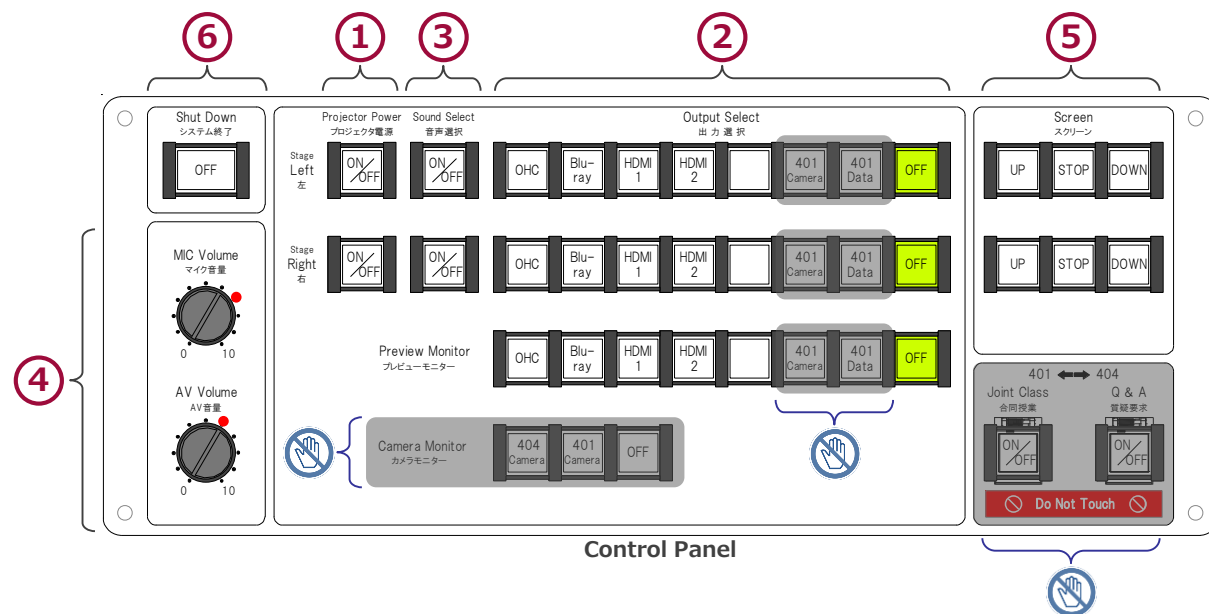 6
1
3
2
5
Shut Down
システム終了
OFF
Projector Power
プロジェクタ電源
Sound Select
音声選択
Output Select
出力選択
Screen
スクリーン
Stage
Left
左
ON/OFF
ON/OFF
OHC
Blu-
ray
HDMI
1
HDMI
2
401
Camera
401
Data
OFF
UP
STOP
DOWN
4
MIC Volume
マイク音量
0
10
Stage
Right
右
ON/OFF
ON/OFF
OHC
Blu-
ray
HDMI
1
HDMI
2
401
Camera
401
Data
OFF
UP
STOP
DOWN
AV Volume
AV音量
0
10
Preview Monitor
プレビューモニター
OHC
Blu-
ray
HDMI
1
HDMI
2
401
Camera
401
Data
OFF
Camera Monitor
カメラモニター
404
Camera
401
Camera
OFF
401 ⬅➡ 404
Joint Class
合同授業
Q & A
質疑要求
ON/OFF
ON/OFF
Do Not Touch
Control Panel